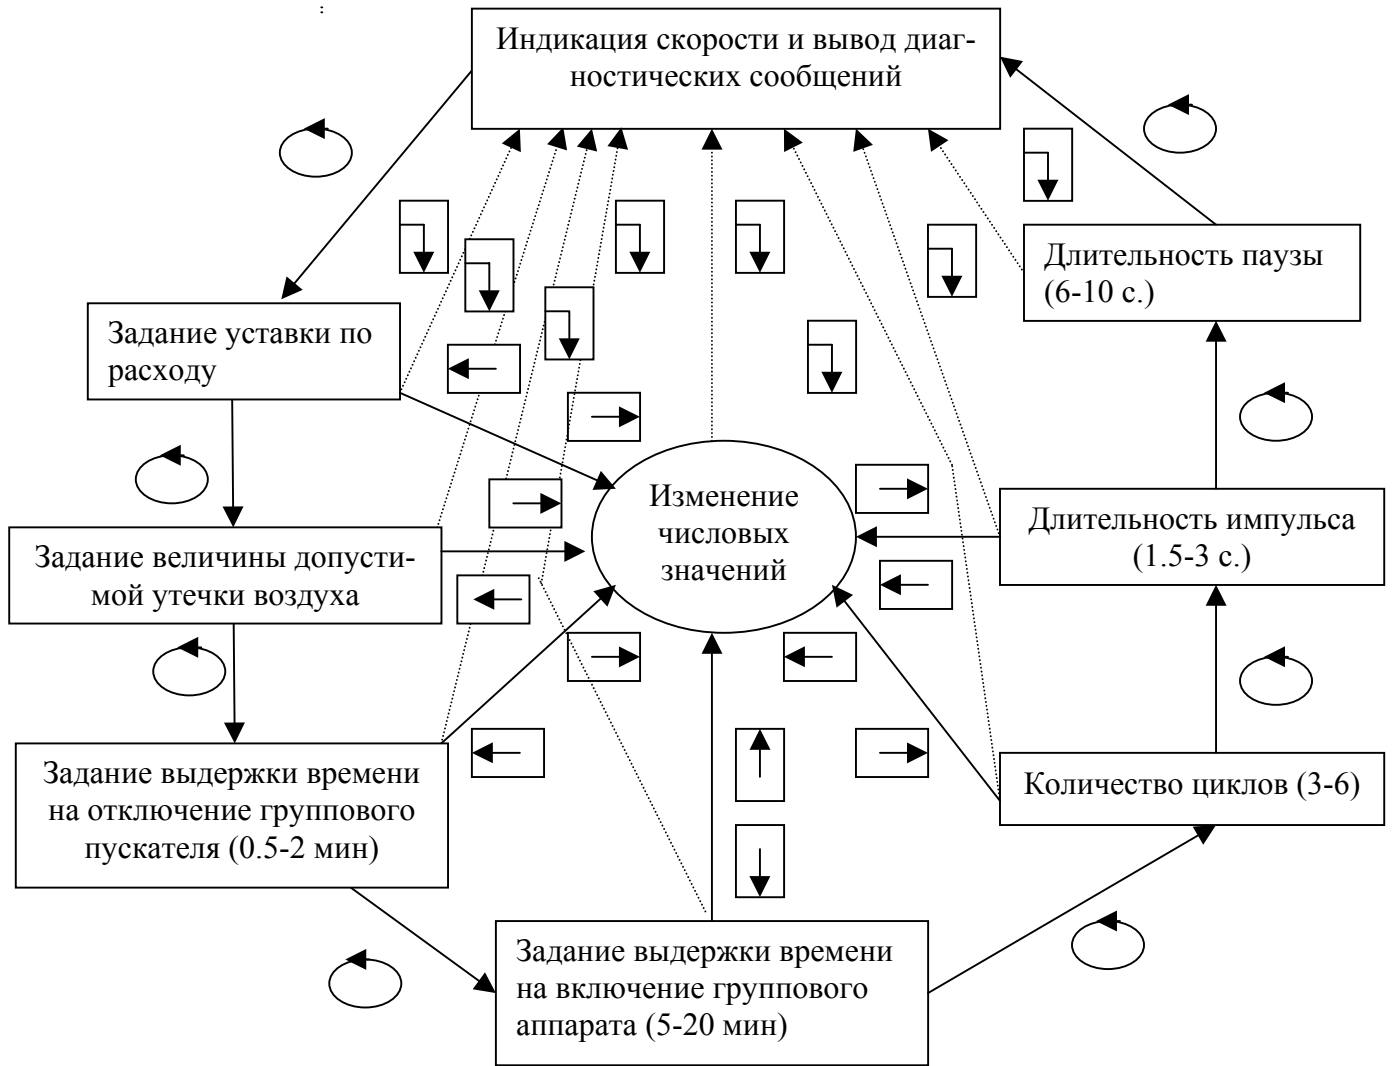 :
Индикация скорости и вывод диаг-
ностических сообщений
Длительность паузы
(6-10 с.)
Задание уставки по
расходу
Изменение
числовых
значений
Длительность импульса
(1.5-3 с.)
Задание величины допусти-
мой утечки воздуха
Задание выдержки времени
на отключение группового
пускателя (0.5-2 мин)
Количество циклов (3-6)
Задание выдержки времени
на включение группового
аппарата (5-20 мин)